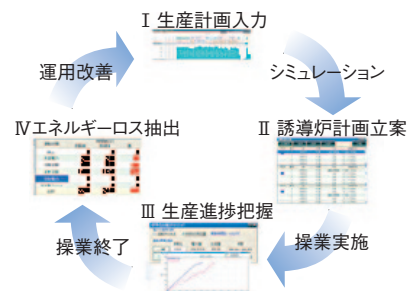 Ⅰ 生産計画入力
運用改善
シミュレーション
Ⅳエネルギーロス抽出
Ⅱ 誘導炉計画立案
Ⅲ 生産進捗把握
操業終了
操業実施